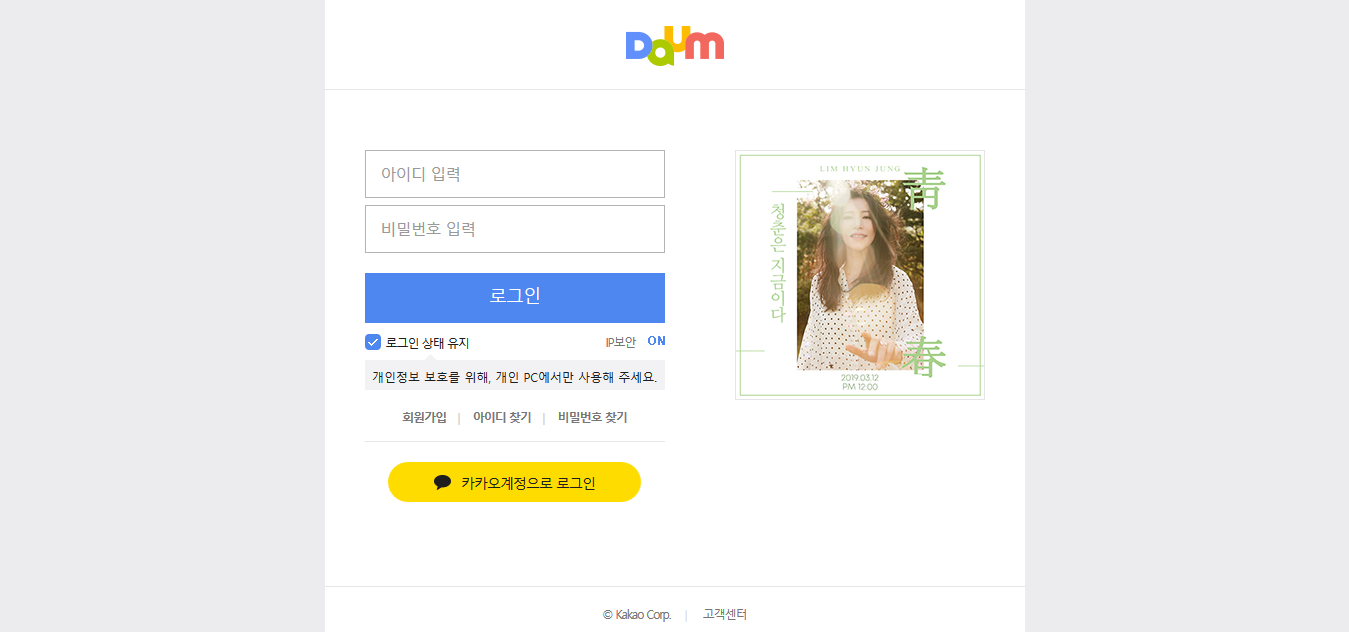 Daum
아이디 입력
비밀번호 입력
로그인
로그인 상태 유지
IP보안 ON
개인정보 보호를 위해, 개인 PC에서만 사용해 주세요.
회원가입 | 아이디 찾기 | 비밀번호 찾기
카카오계정으로 로그인
LIM HYUN JUNG
靑春
청춘은 지금이다
2019.03.12
PM 12:00
© Kakao Corp. | 고객센터